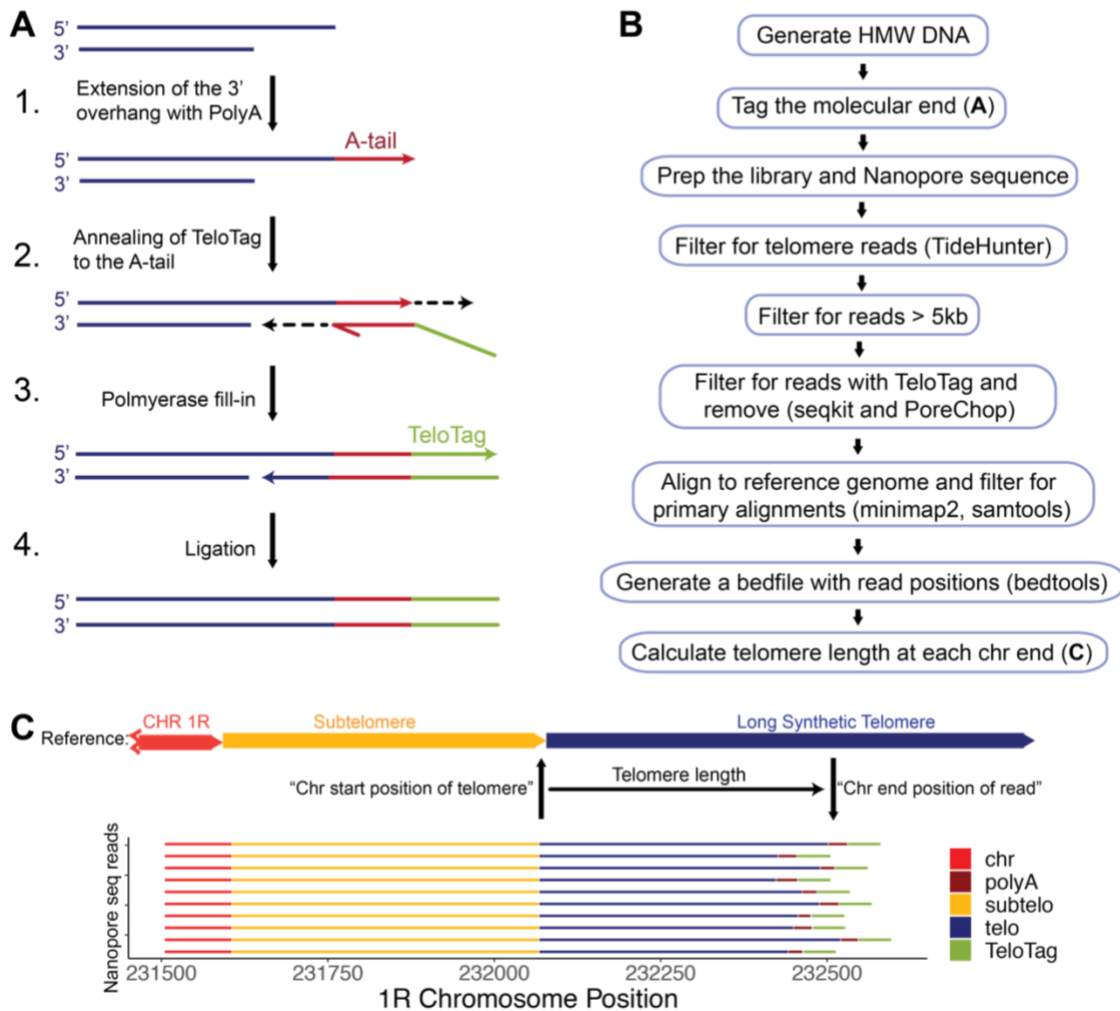 A
5'
3'
1.
Extension of the 3'
overhang with PolyA
A-tail
5'
3'
2.
Annealing of TeloTag
to the A-tail
5'
3'
3.
Polmyerase fill-in
TeloTag
5'
3'
4.
Ligation
5'
3'
B
Generate HMW DNA
Tag the molecular end (A)
Prep the library and Nanopore sequence
Filter for telomere reads (TideHunter)
Filter for reads > 5kb
Filter for reads with TeloTag and
remove (seqkit and PoreChop)
Align to reference genome and filter for
primary alignments (minimap2, samtools)
Generate a bedfile with read positions (bedtools)
Calculate telomere length at each chr end (C)
C
CHR 1R
Subtelomere
Long Synthetic Telomere
Reference:
"Chr start position of telomere"
Telomere length
"Chr end position of read"
Nanopore seq reads
chr
polyA
subtelo
telo
TeloTag
231500
231750
232000
232250
232500
1R Chromosome Position